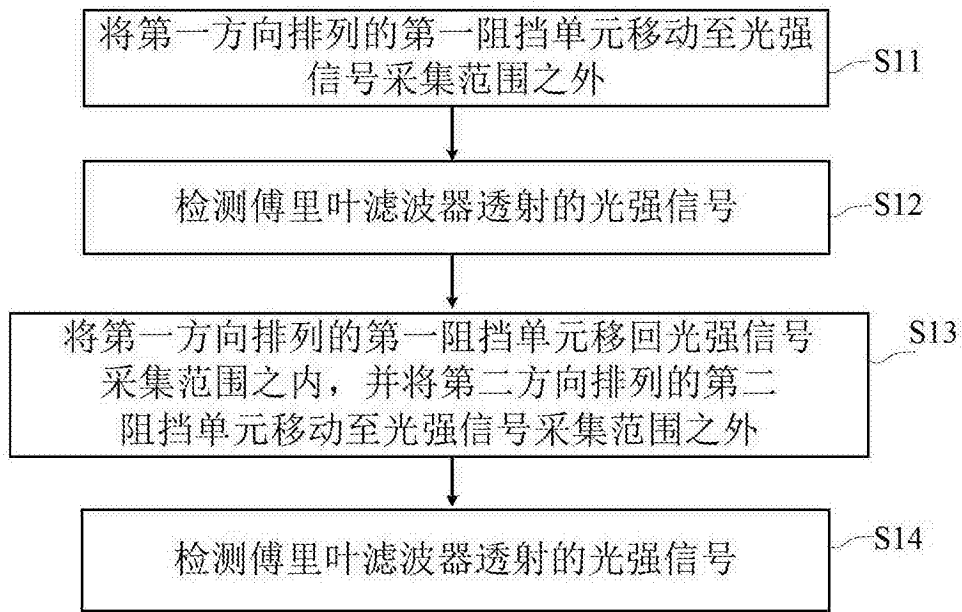 将第一方向排列的第一阻挡单元移动至光强
信号采集范围之外
S11
检测傅里叶滤波器透射的光强信号
S12
将第一方向排列的第一阻挡单元移回光强信号
采集范围之内，并将第二方向排列的第二
阻挡单元移动至光强信号采集范围之外
S13
检测傅里叶滤波器透射的光强信号
S14